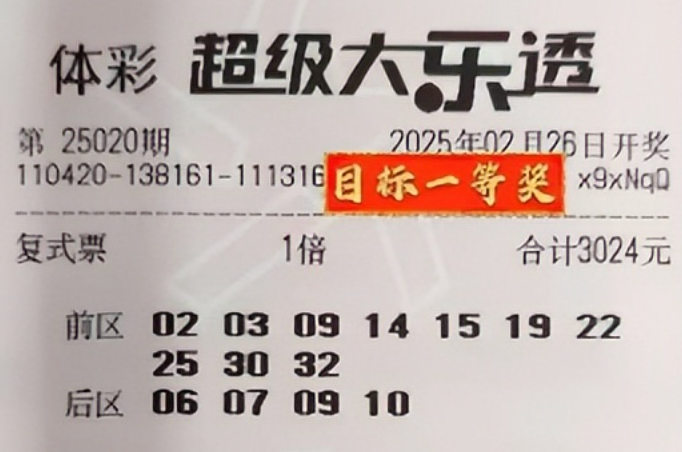 体彩 超级大乐透
第 25020期 2025年02月26日开奖
110420-138161-111316 目标一等奖 x9xNqQ
复式票 1倍 合计3024元
前区 02 03 09 14 15 19 22
25 30 32
后区 06 07 09 10